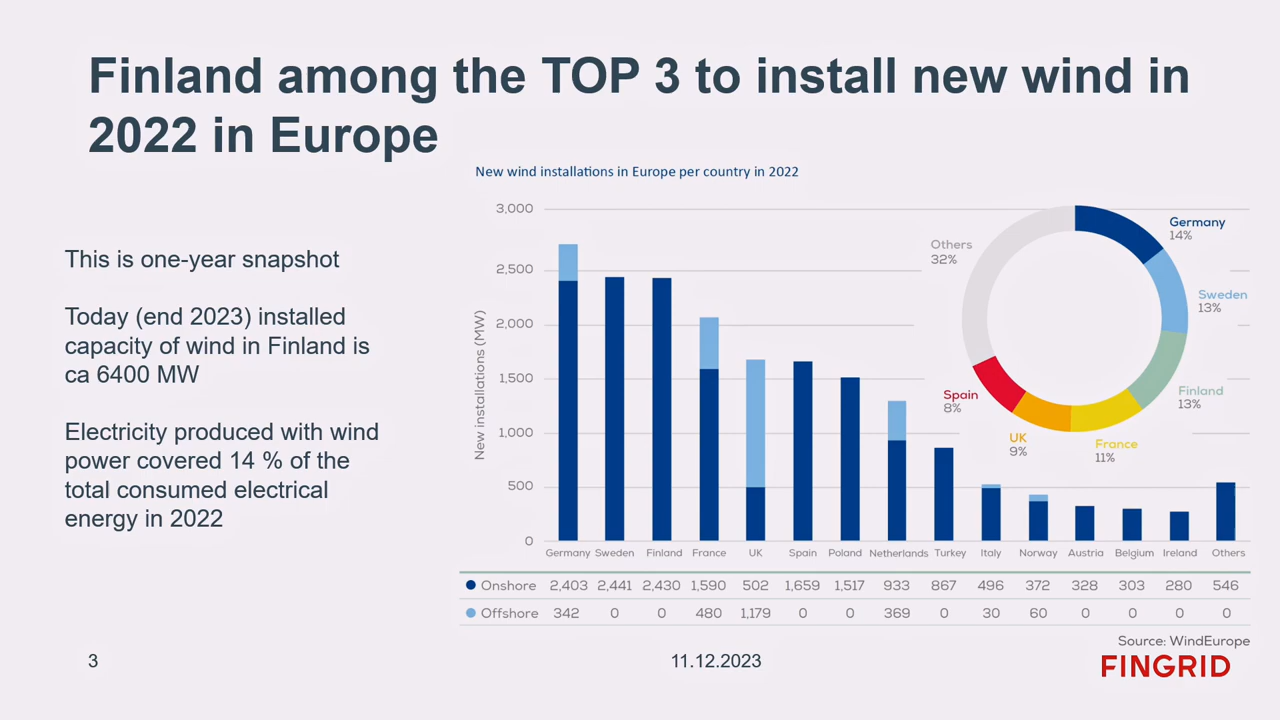 Finland among the TOP 3 to install new wind in
2022 in Europe
This is one-year snapshot
Today (end 2023) installed
capacity of wind in Finland is
ca 6400 MW
Electricity produced with wind
power covered 14 % of the
total consumed electrical
energy in 2022
New wind installations in Europe per country in 2022
New installations (MW)
3,000
2,500
2,000
1,500
1,000
500
0
Germany Sweden Finland France UK Spain Poland Netherlands Turkey Italy Norway Austria Belgium Ireland Others
Onshore 2,403 2,441 2,430 1,590 502 1,659 1,517 933 867 496 372 328 303 280 546
Offshore 342 0 0 480 1,179 0 0 369 0 30 60 0 0 0 0
Germany
14%
Sweden
13%
Finland
13%
France
11%
UK
9%
Spain
8%
Others
32%
Source: WindEurope
3
11.12.2023
FINGRID